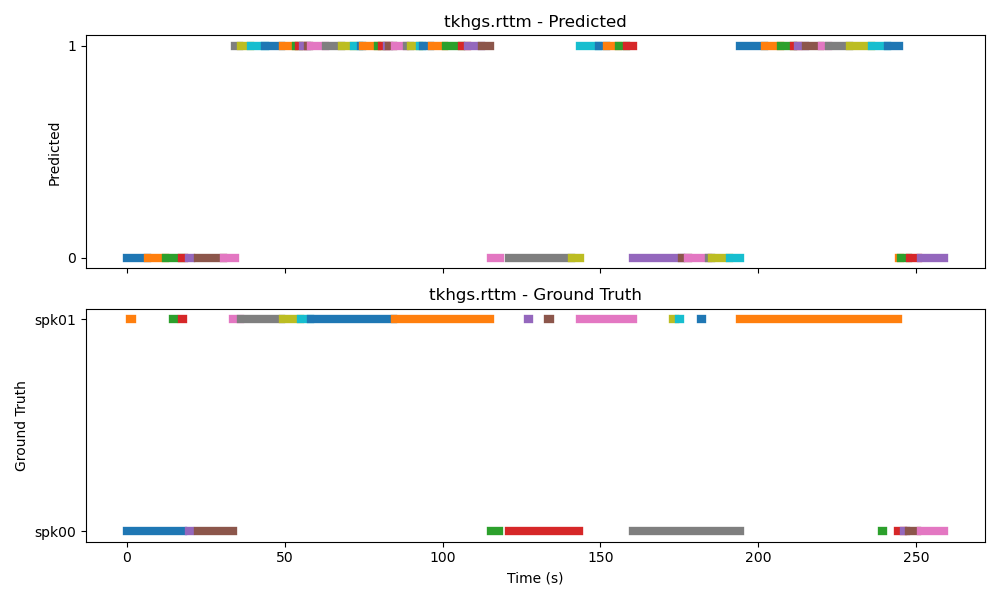 tkhgs.rttm - Predicted
1
Predicted
0
tkhgs.rttm - Ground Truth
spk01
Ground Truth
spk00
0 50 100 150 200 250
Time (s)